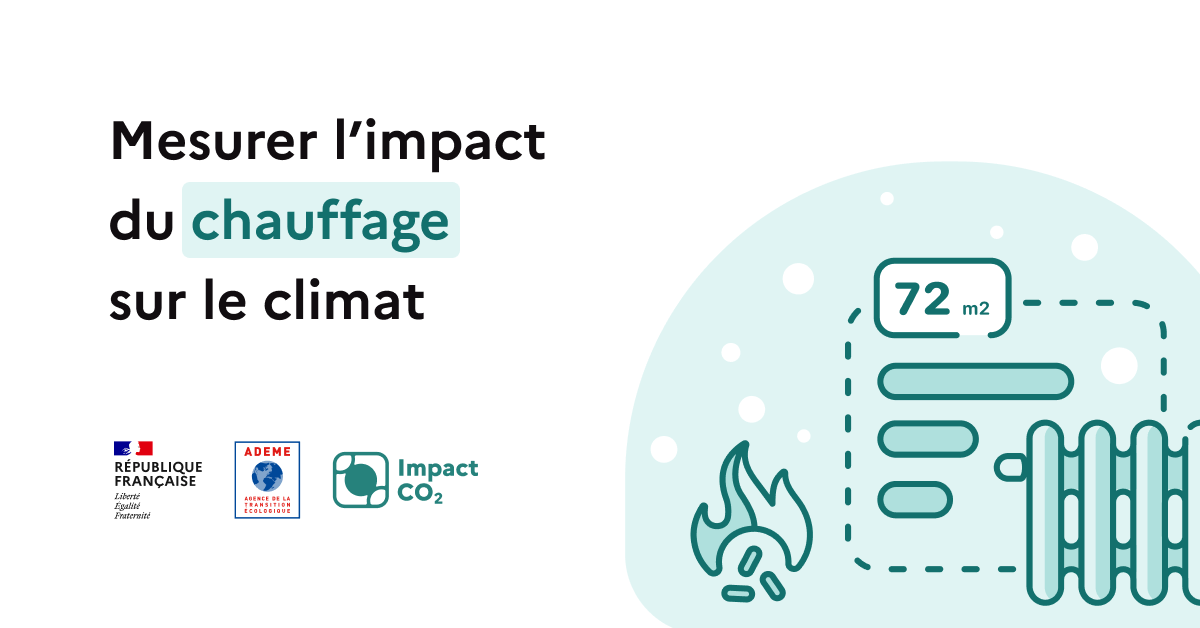 Mesurer l’impact
du chauffage
sur le climat
72 m2
RÉPUBLIQUE
FRANÇAISE
Liberté
Égalité
Fraternité
ADEME
AGENCE DE LA
TRANSITION
ÉCOLOGIQUE
Impact
CO₂